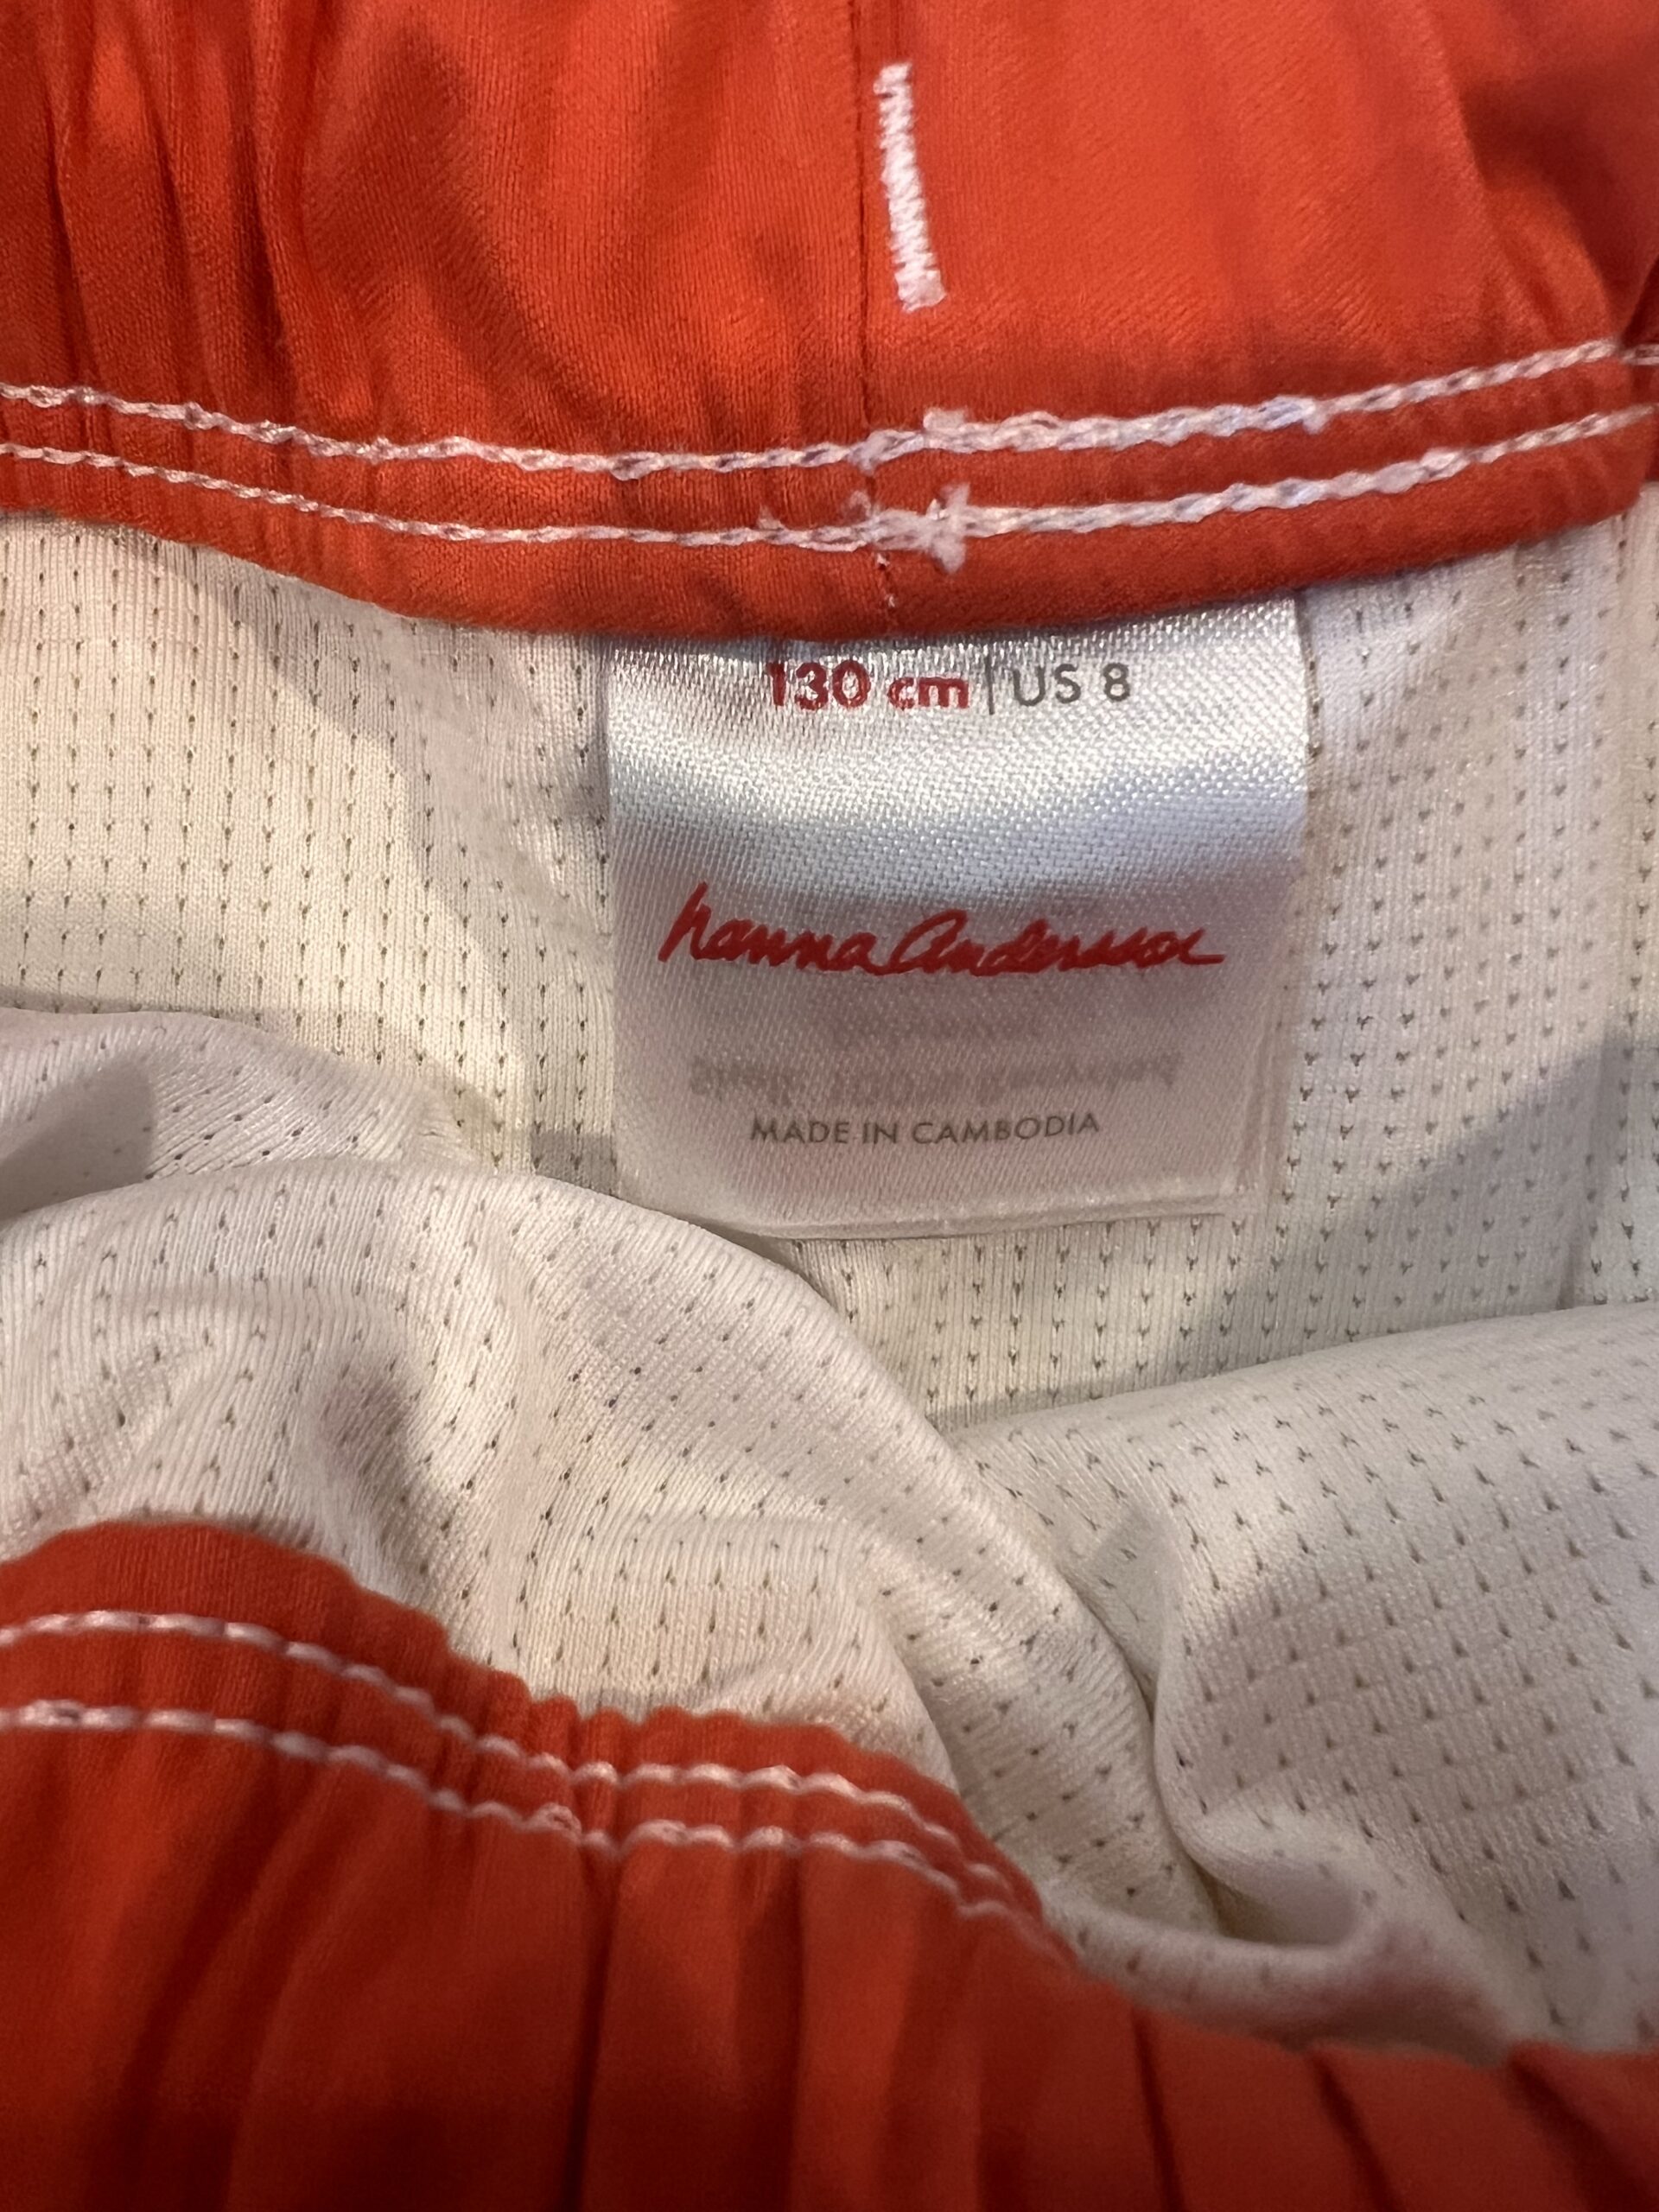 130 cm | US 8
hanna andersson
MADE IN CAMBODIA